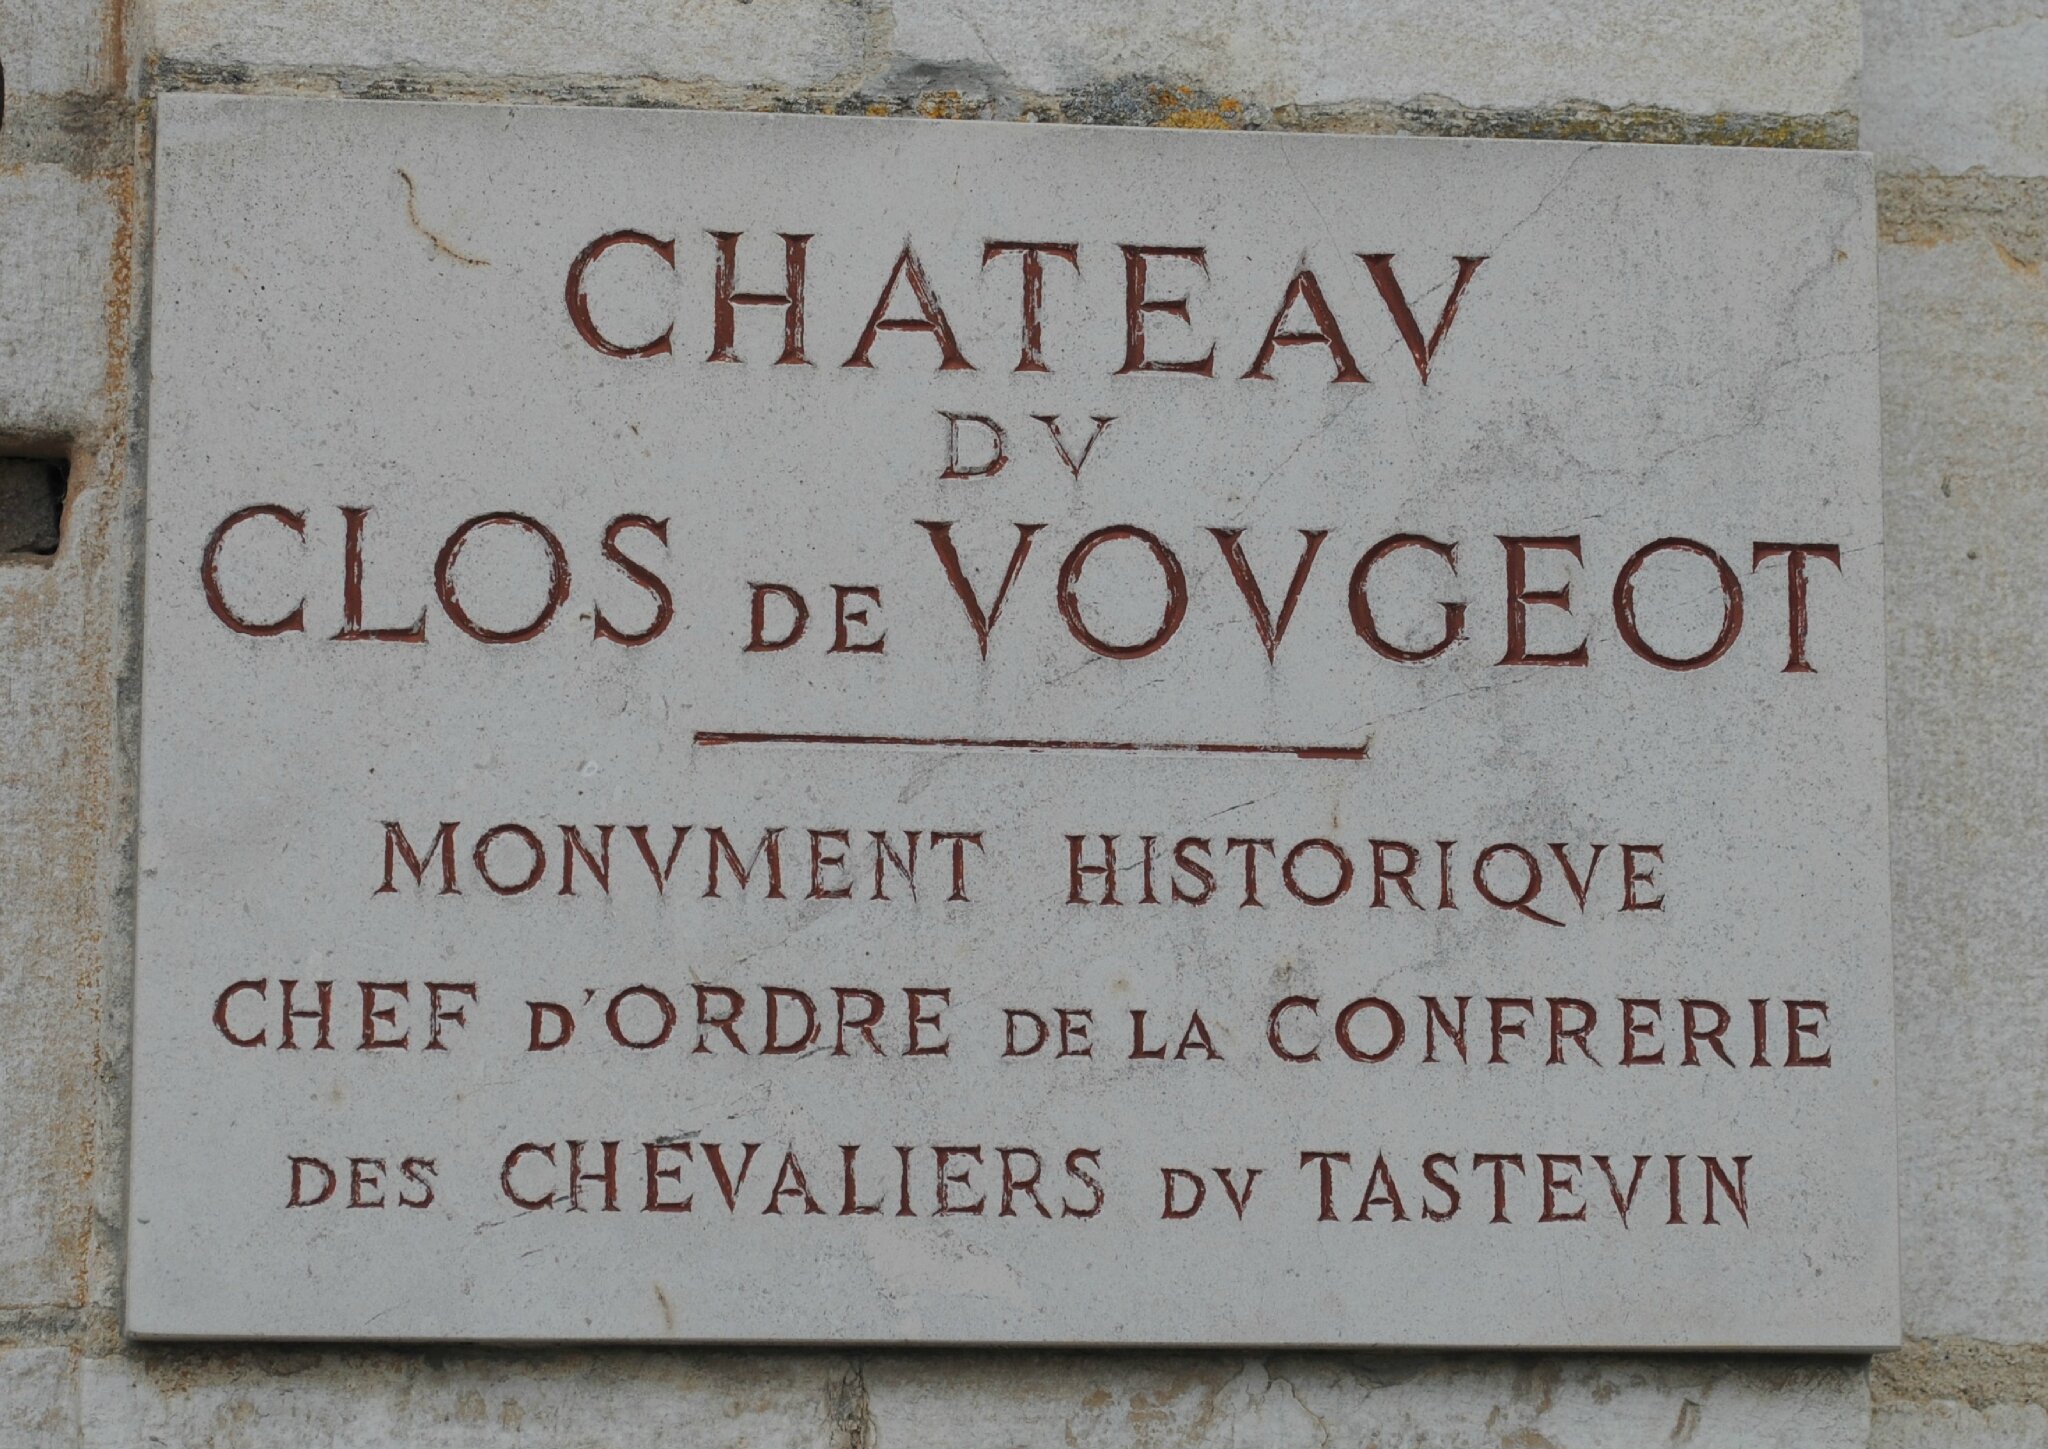 CHATEAV
DV
CLOS DE VOVGEOT
MONVMENT HISTORIQVE
CHEF D'ORDRE DE LA CONFRERIE
DES CHEVALIERS DV TASTEVIN